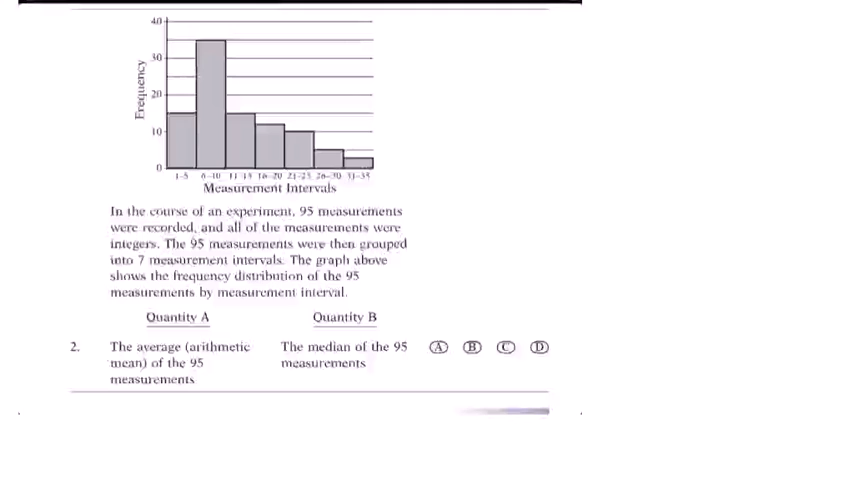 40
30
20
10
0
Frequency
1–5 6–10 11–15 16–20 21–25 26–30 31–35
Measurement Intervals
In the course of an experiment, 95 measurements
were recorded, and all of the measurements were
integers. The 95 measurements were then grouped
into 7 measurement intervals. The graph above
shows the frequency distribution of the 95
measurements by measurement interval.
Quantity A Quantity B
2. The average (arithmetic The median of the 95 A B C D
mean) of the 95 measurements
measurements